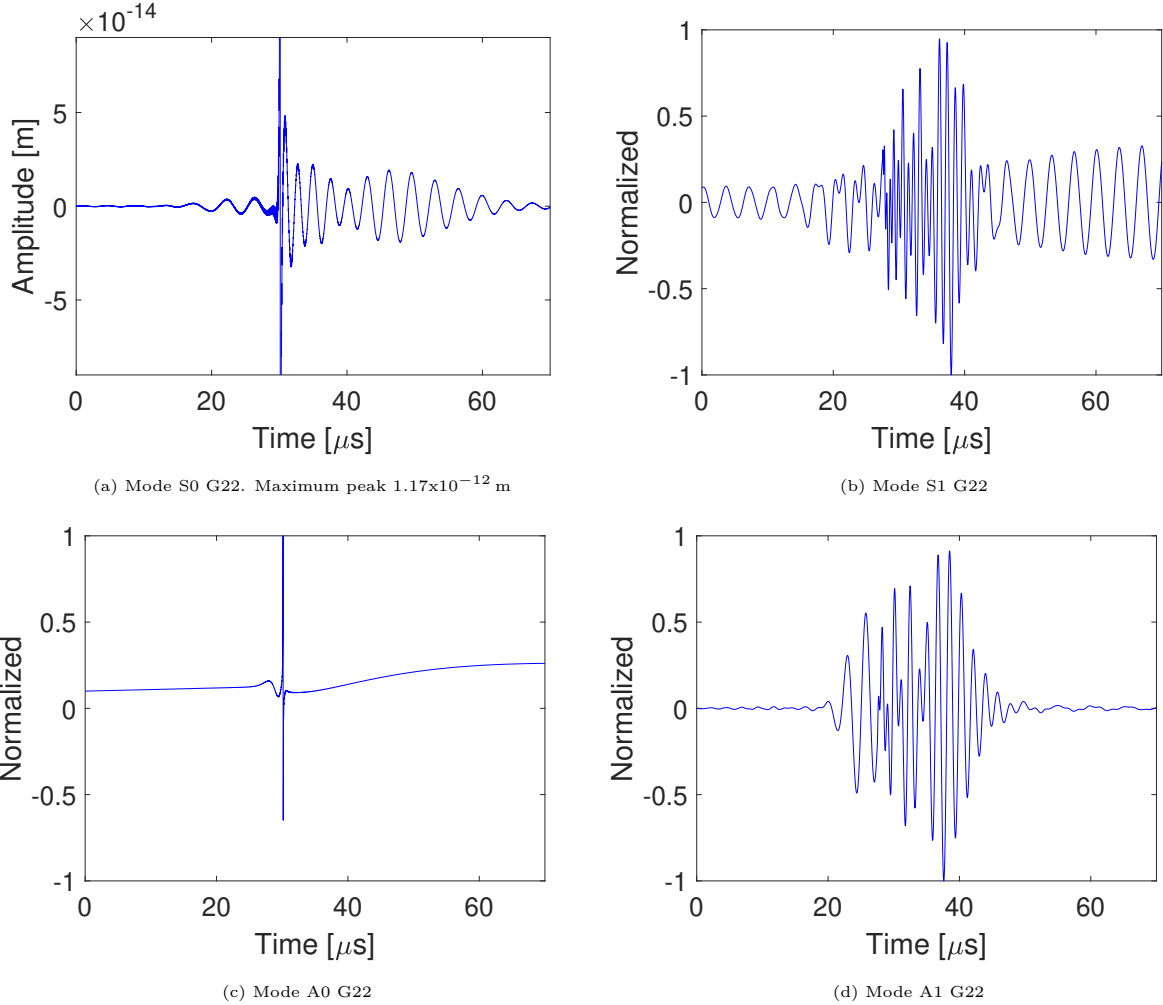 ×10-14
5
0
-5
Amplitude [m]
0 20 40 60
Time [μs]
(a) Mode S0 G22. Maximum peak 1.17x10−12 m
1
0.5
0
-0.5
-1
Normalized
0 20 40 60
Time [μs]
(b) Mode S1 G22
1
0.5
0
-0.5
-1
Normalized
0 20 40 60
Time [μs]
(c) Mode A0 G22
1
0.5
0
-0.5
-1
Normalized
0 20 40 60
Time [μs]
(d) Mode A1 G22